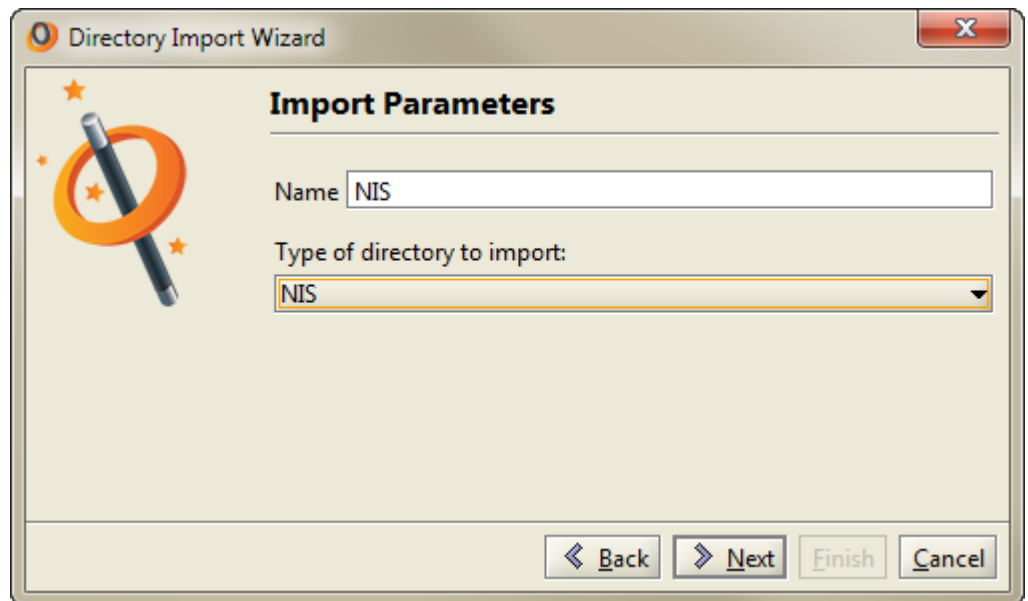 Directory Import Wizard
Import Parameters
Name NIS
Type of directory to import:
NIS
Back Next Finish Cancel